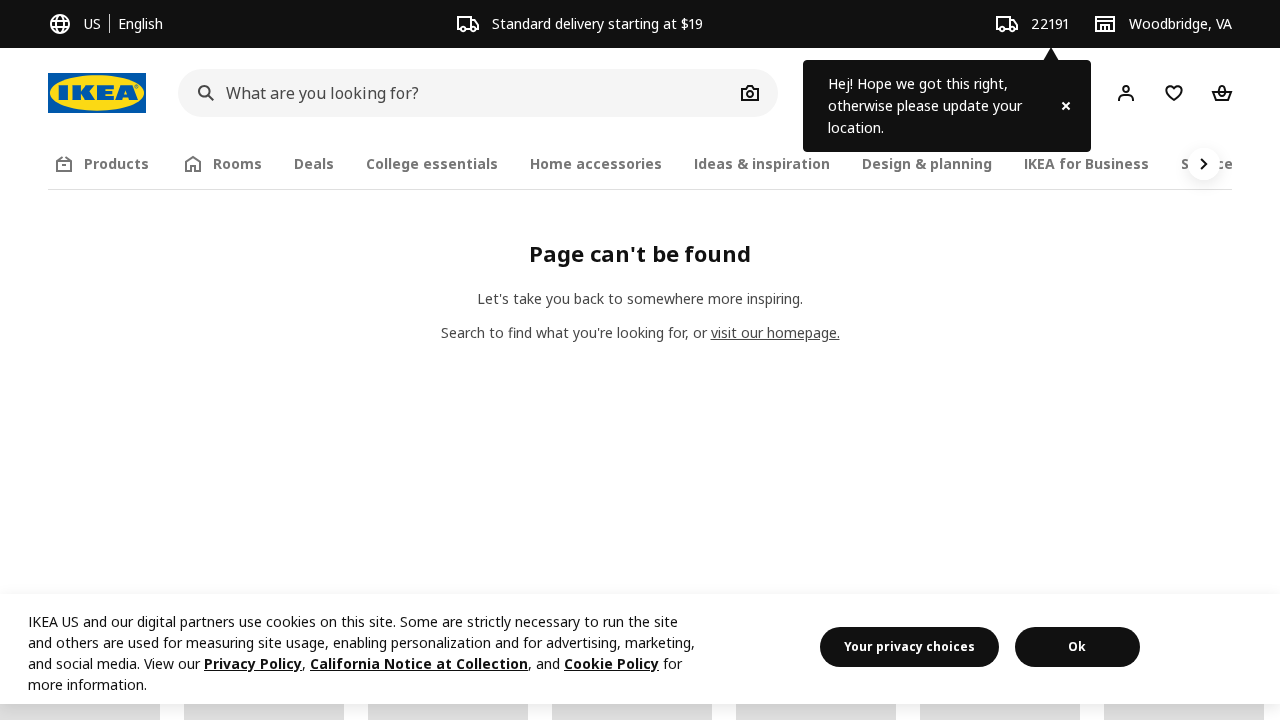 US
English
Standard delivery starting at $19
22191
Woodbridge, VA
IKEA
What are you looking for?
Hej! Hope we got this right,
otherwise please update your
location.
Products
Rooms
Deals
College essentials
Home accessories
Ideas & inspiration
Design & planning
IKEA for Business
Page can't be found
Let's take you back to somewhere more inspiring.
Search to find what you're looking for, or visit our homepage.
IKEA US and our digital partners use cookies on this site. Some are strictly necessary to run the site
and others are used for measuring site usage, enabling personalization and for advertising, marketing,
and social media. View our Privacy Policy, California Notice at Collection, and Cookie Policy for
more information.
Your privacy choices
Ok